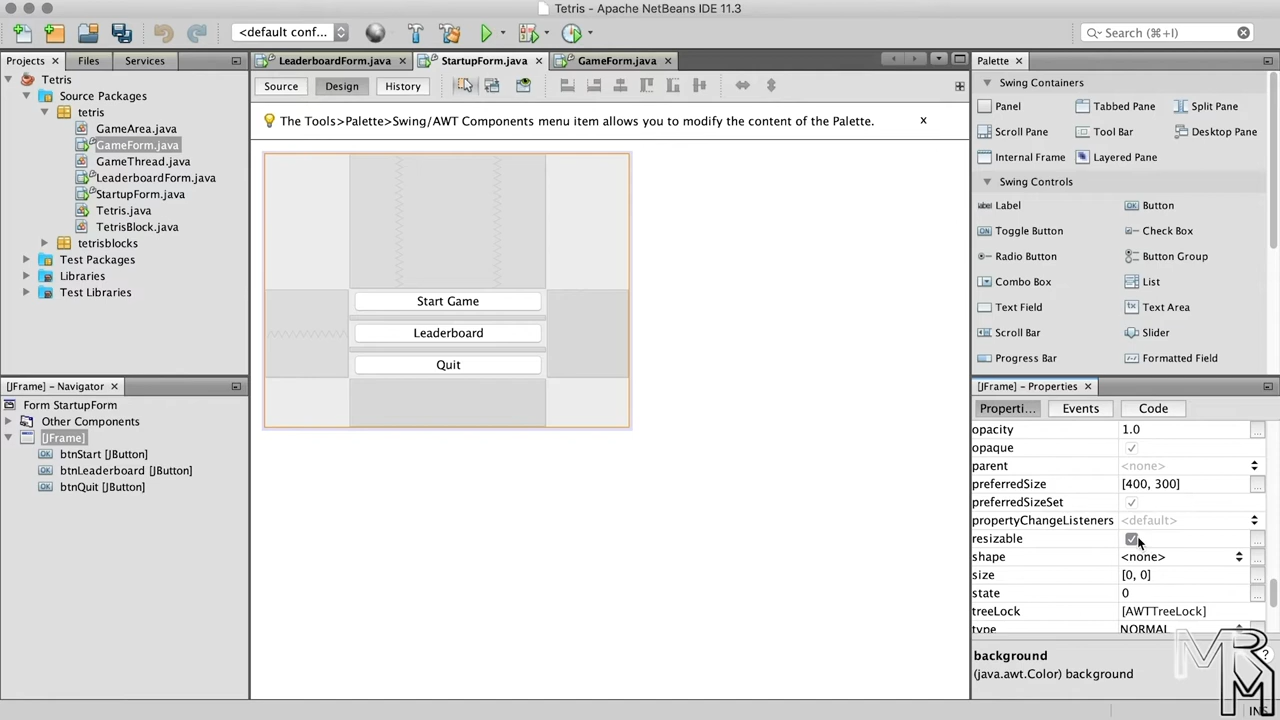 Tetris - Apache NetBeans IDE 11.3
<default conf...
Search (⌘+I)
Projects
Files
Services
LeaderboardForm.java
StartupForm.java
GameForm.java
Palette
Source
Design
History
The Tools>Palette>Swing/AWT Components menu item allows you to modify the content of the Palette.
x
Tetris
Source Packages
tetris
GameArea.java
GameForm.java
GameThread.java
LeaderboardForm.java
StartupForm.java
Tetris.java
TetrisBlock.java
tetrisblocks
Test Packages
Libraries
Test Libraries
Start Game
Leaderboard
Quit
Swing Containers
Panel
Tabbed Pane
Split Pane
Scroll Pane
Tool Bar
Desktop Pane
Internal Frame
Layered Pane
Swing Controls
label Label
OK Button
ON Toggle Button
Check Box
Radio Button
Button Group
Combo Box
List
Text Field
Text Area
Scroll Bar
Slider
Progress Bar
Formatted Field
[JFrame] - Navigator
Form StartupForm
Other Components
[JFrame]
btnStart [JButton]
btnLeaderboard [JButton]
btnQuit [JButton]
[JFrame] - Properties
Properti...
Events
Code
opacity 1.0 ...
opaque
parent <none>
preferredSize [400, 300] ...
preferredSizeSet
propertyChangeListeners <default>
resizable ...
shape <none> ...
size [0, 0] ...
state 0 ...
treeLock [AWTTreeLock]
type NORMAL
background
(java.awt.Color) background
?
INS